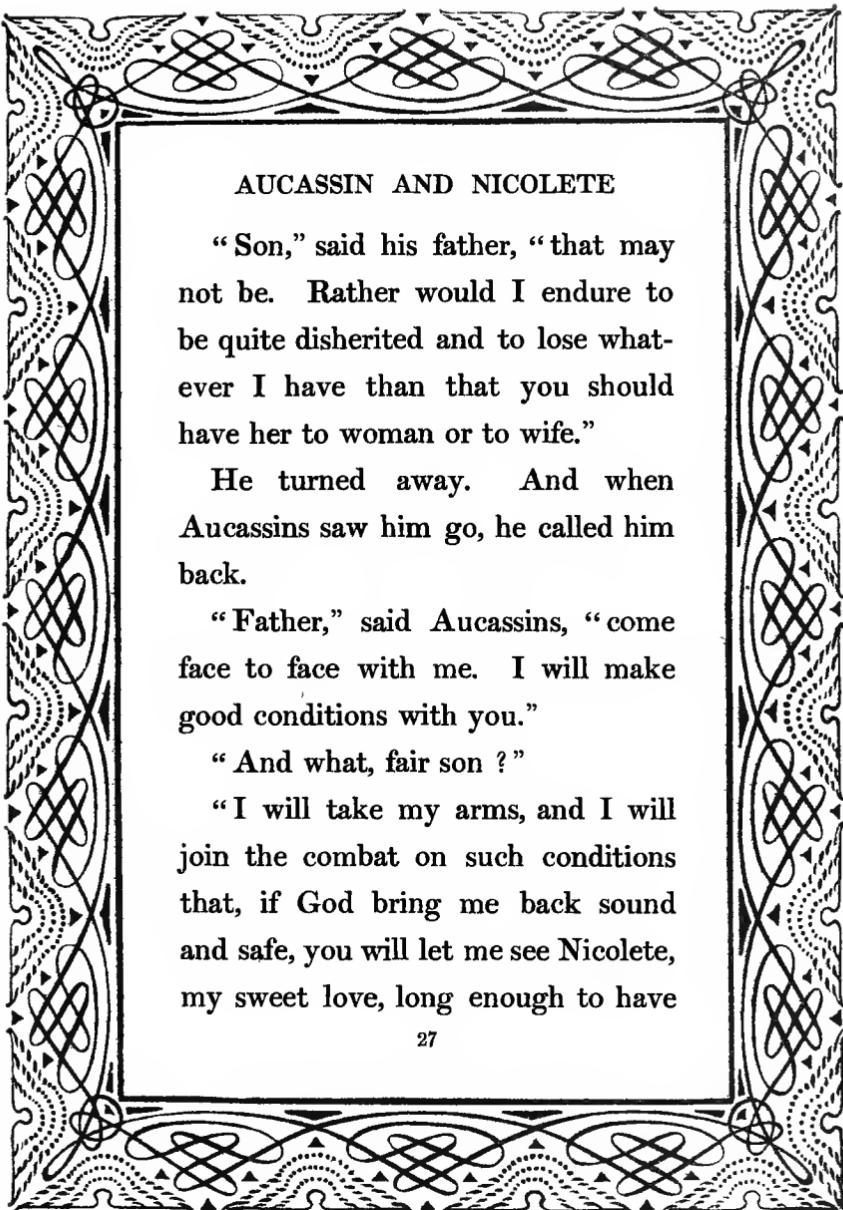 AUCASSIN AND NICOLETE
“Son,” said his father, “that may
not be. Rather would I endure to
be quite disherited and to lose what-
ever I have than that you should
have her to woman or to wife.”
He turned away. And when
Aucassins saw him go, he called him
back.
“Father,” said Aucassins, “come
face to face with me. I will make
good conditions with you.”
“And what, fair son ?”
“I will take my arms, and I will
join the combat on such conditions
that, if God bring me back sound
and safe, you will let me see Nicolete,
my sweet love, long enough to have
27